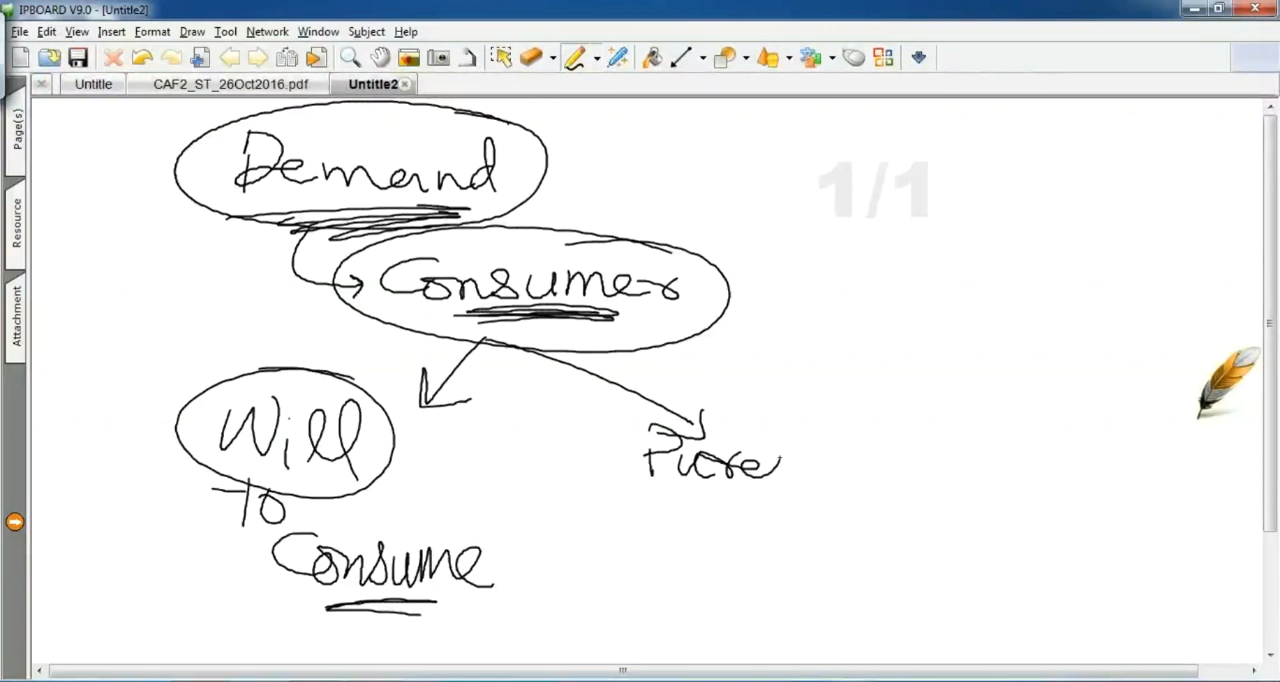 IPBOARD V9.0 - [Untitle2]
File Edit View Insert Format Draw Tool Network Window Subject Help
Untitle CAF2_ST_26Oct2016.pdf Untitle2
Page(s)
Resource
Attachment
1/1
Demand
Consumer
Will
To
Consume